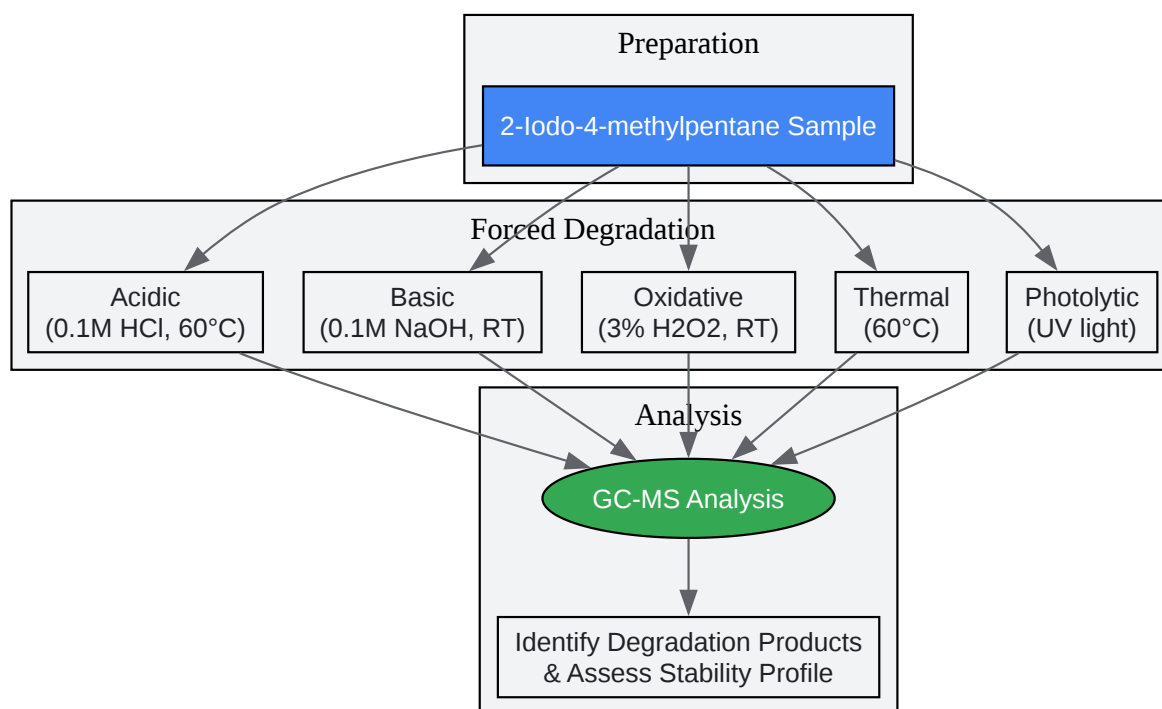 Preparation
2-Iodo-4-methylpentane Sample
Forced Degradation
Acidic
(0.1M HCl, 60°C)
Basic
(0.1M NaOH, RT)
Oxidative
(3% H2O2, RT)
Thermal
(60°C)
Photolytic
(UV light)
Analysis
GC-MS Analysis
Identify Degradation Products
& Assess Stability Profile